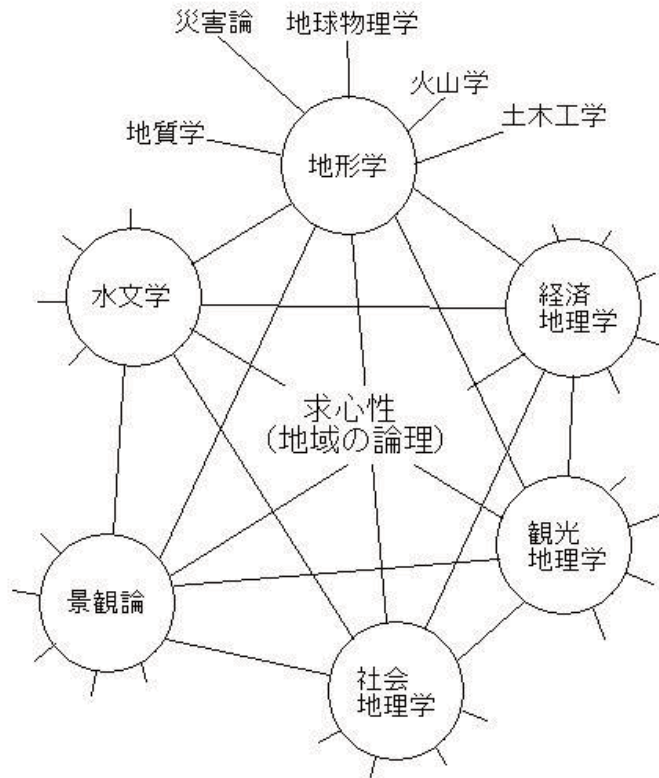 災害論
地球物理学
火山学
土木工学
地質学
地形学
水文学
経済
地理学
求心性
(地域の論理)
観光
地理学
景観論
社会
地理学